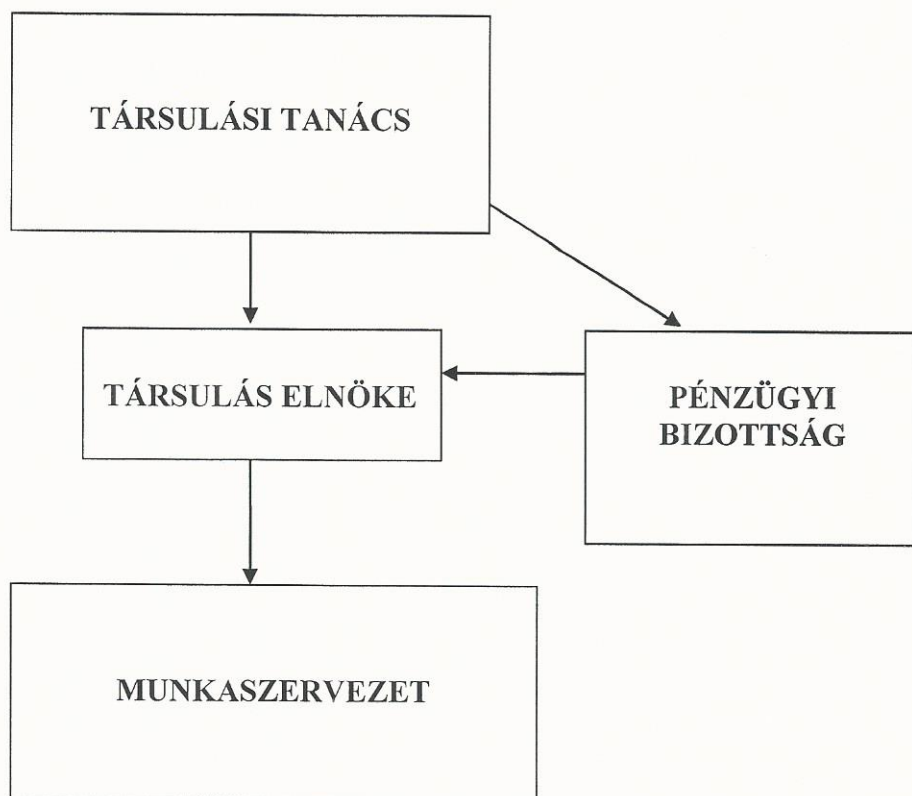 TÁRSULÁSI TANÁCS
TÁRSULÁS ELNÖKE
PÉNZÜGYI
BIZOTTSÁG
MUNKASZERVEZET